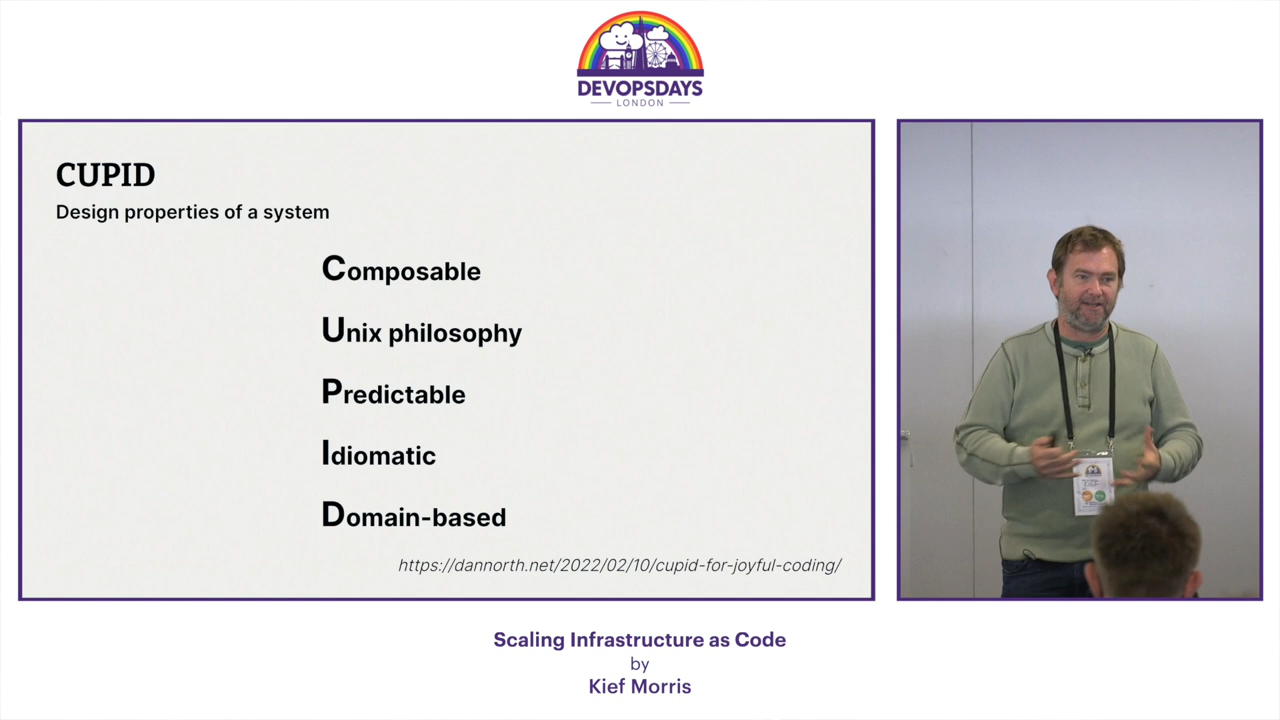 DEVOPSDAYS
LONDON
CUPID
Design properties of a system
Composable
Unix philosophy
Predictable
Idiomatic
Domain-based
https://dannorth.net/2022/02/10/cupid-for-joyful-coding/
Scaling Infrastructure as Code
by
Kief Morris